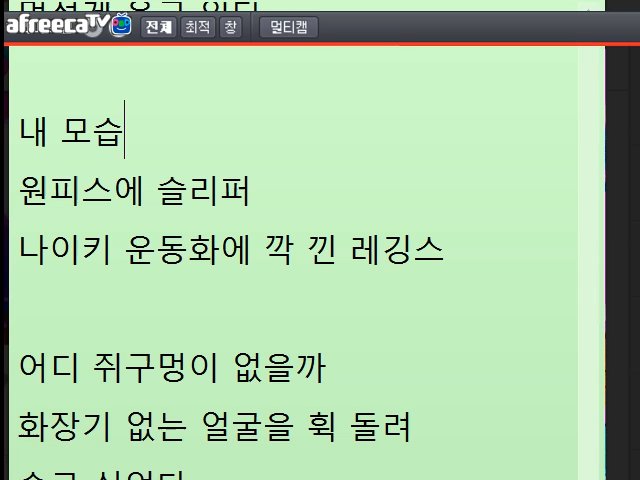 afreecaTV 전체 최적 창 멀티캠
내 모습
원피스에 슬리퍼
나이키 운동화에 깍 낀 레깅스
어디 쥐구멍이 없을까
화장기 없는 얼굴을 휙 돌려